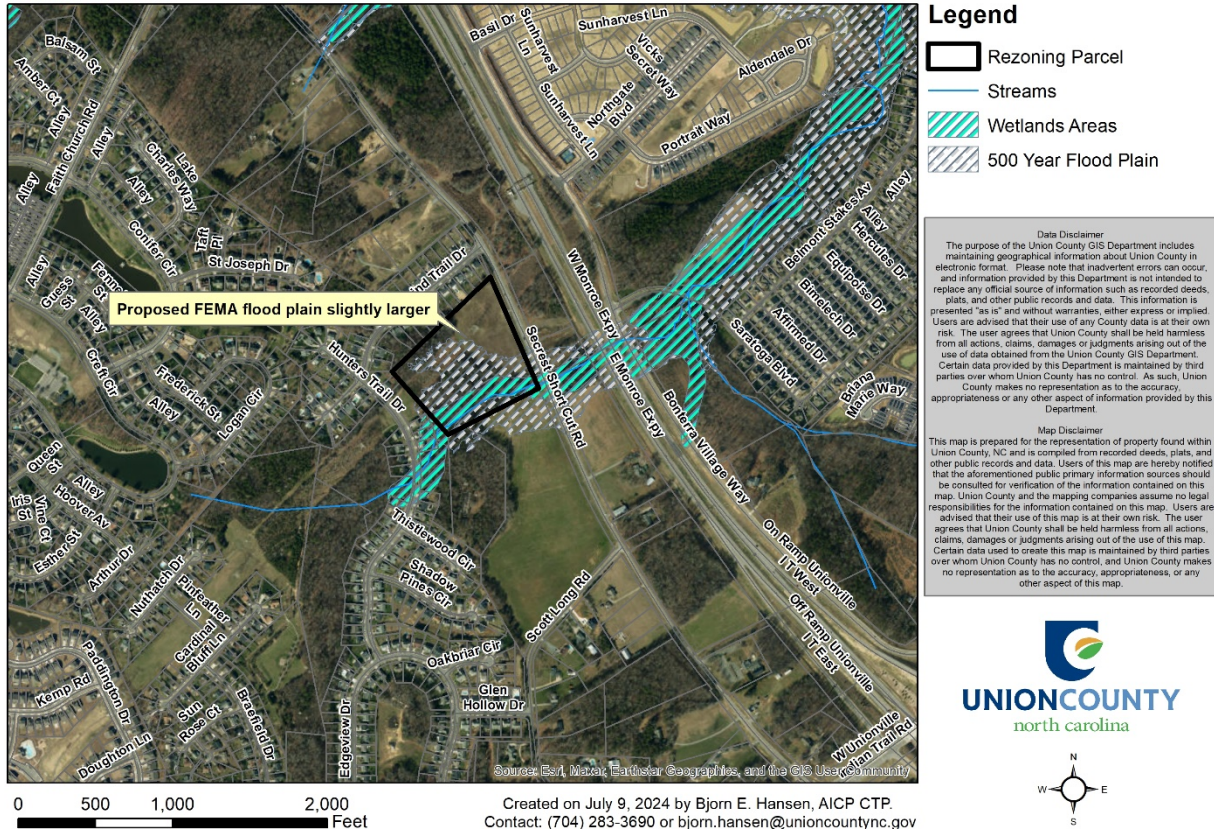 Balsam St
Amber Ct
Alley
Faith Church Rd
Alley
Lake
Charles Way
Alley
Alley
Conifer Cir
Taft
Pl
St Joseph Dr
Alley
Guess
St
Alley
Croft Cir
Frederick St
Alley
Logan Cir
Queen
St
Alley
Hoover Av
Iris
St
Vine Ct
Esther St
Arthur Dr
Nuthatch Dr
Pinfeather
Ln
Cardinal
Bluff Ln
Paddington Dr
Kemp Rd
Sun
Rose Ct
Braefield Dr
Doughton Ln
Basil Dr
Sunharvest
Ln
Sunharvest Ln
Vicks
Secret Way
Aldendale Dr
Northgate
Blvd
Sunharvest Ln
Portrait Way
Proposed FEMA flood plain slightly larger
Hunters Trail Dr
Secrest Short Cut Rd
W Monroe Expy
E Monroe Expy
Bonterra Village Way
Belmont Stakes Av
Alley
Alley
Hercules Dr
Equipoise Dr
Bimelech Dr
Affirmed Dr
Saratoga Blvd
Briana
Marie Way
Thistlewood Cir
Shadow
Pines Cir
Scott Long Rd
Oakbriar Cir
Glen
Hollow Dr
Edgeview Dr
On Ramp Unionville
I T West
Off Ramp Unionville
I T East
W Unionville
Source: Esri, Maxar, Earthstar Geographics, and the GIS User Community
Legend
Rezoning Parcel
Streams
Wetlands Areas
500 Year Flood Plain
Data Disclaimer
The purpose of the Union County GIS Department includes
maintaining geographical information about Union County in
electronic format. Please note that inadvertent errors can occur,
and information provided by this Department is not intended to
replace any official source of information such as recorded deeds,
plats, and other public records and data. This information is
presented "as is" and without warranties, either express or implied.
Users are advised that their use of any County data is at their own
risk. The user agrees that Union County shall be held harmless
from all actions, claims, damages or judgments arising out of the
use of data obtained from the Union County GIS Department.
Certain data provided by this Department is maintained by third
parties over whom Union County has no control. As such, Union
County makes no representation as to the accuracy,
appropriateness or any other aspect of information provided by this
Department.
Map Disclaimer
This map is prepared for the representation of property found within
Union County, NC and is compiled from recorded deeds, plats, and
other public records and data. Users of this map are hereby notified
that the aforementioned public primary information sources should
be consulted for verification of the information contained on this
map. Union County and the mapping companies assume no legal
responsibilities for the information contained on this map. Users are
advised that their use of this map is at their own risk. The user
agrees that Union County shall be held harmless from all actions,
claims, damages or judgments arising out of the use of this map.
Certain data used to create this map is maintained by third parties
over whom Union County has no control, and Union County makes
no representation as to the accuracy, appropriateness, or any
other aspect of this map.
UNIONCOUNTY
north carolina
N
W E
S
0 500 1,000 2,000
Feet
Created on July 9, 2024 by Bjorn E. Hansen, AICP CTP.
Contact: (704) 283-3690 or bjorn.hansen@unioncountync.gov